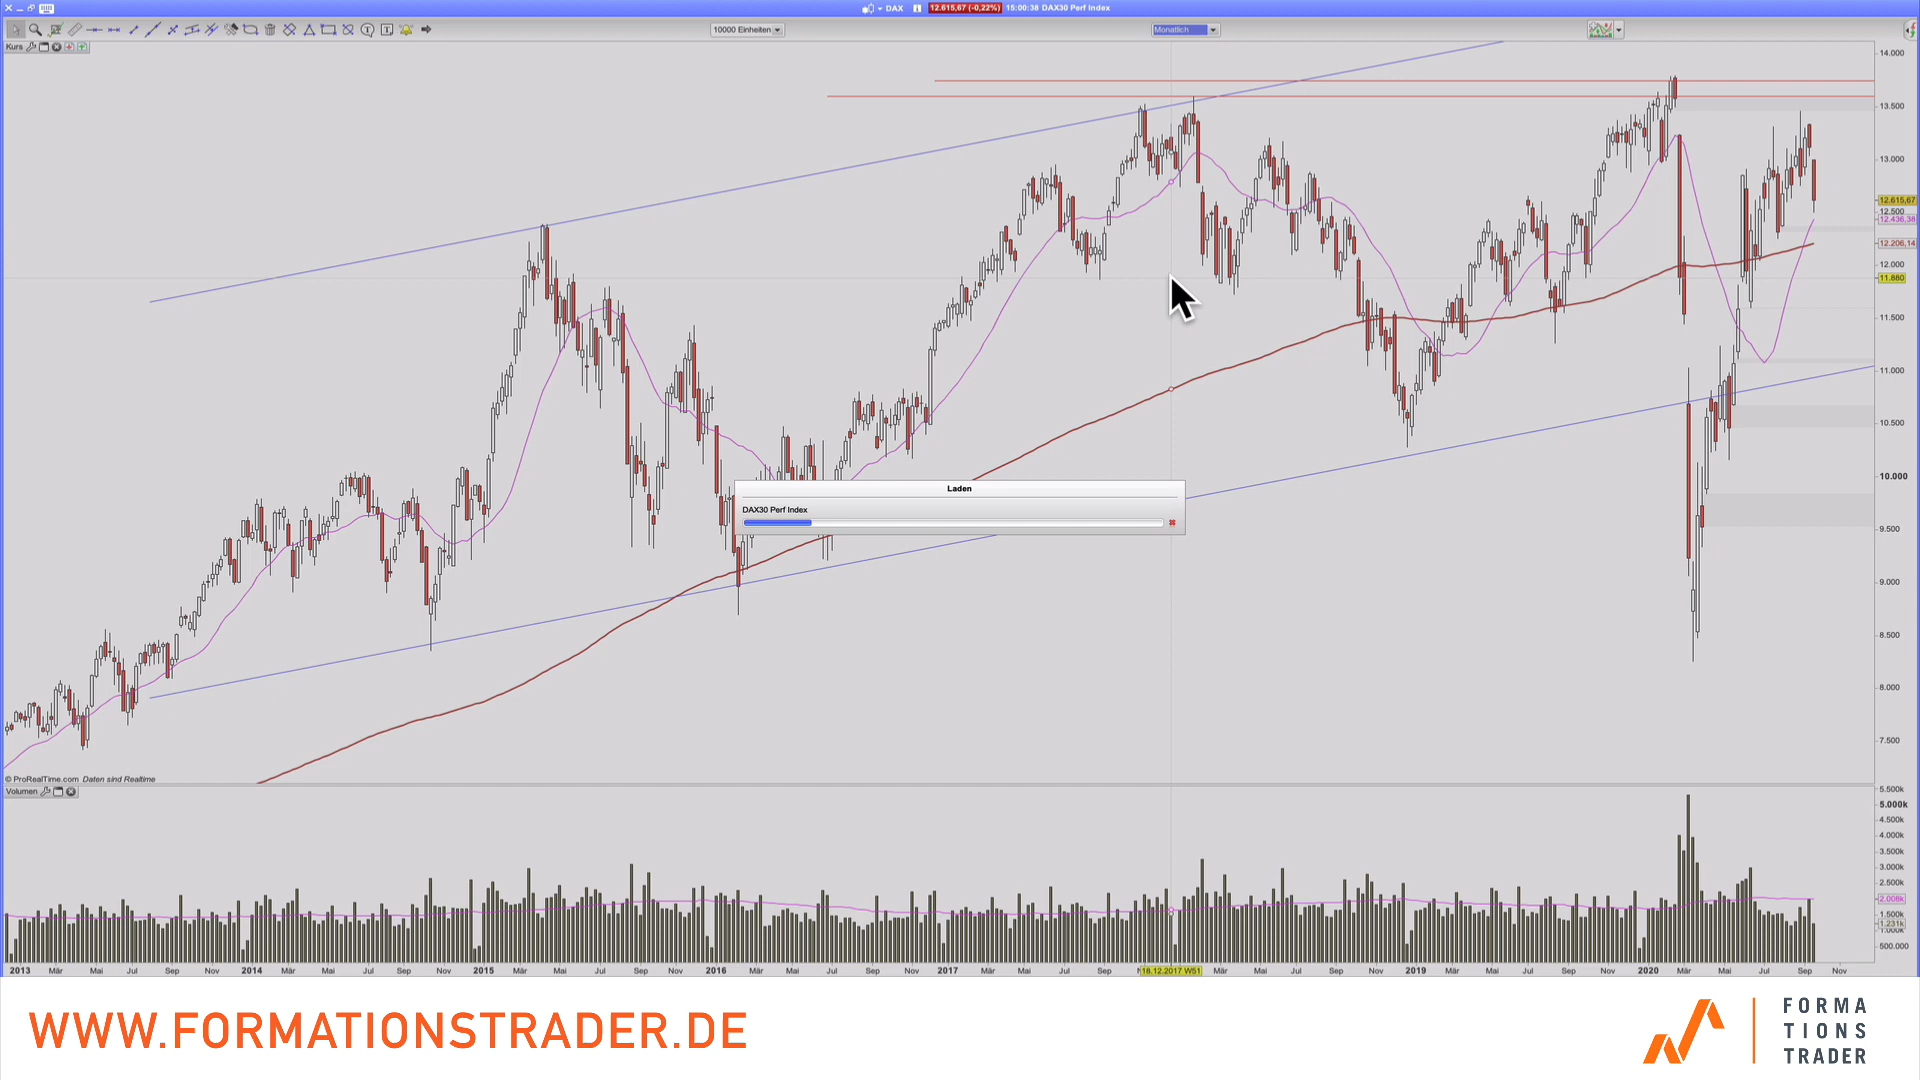 DAX
12.615,67 (-0,22%)
15:00:38 DAX30 Perf Index
10000 Einheiten
Monatlich
Kurs
14.000
13.500
13.000
12.615,67
12.500
12.436,38
12.206,14
12.000
11.880
11.500
11.000
10.500
10.000
9.500
9.000
8.500
8.000
7.500
Laden
DAX30 Perf Index
© ProRealTime.com Daten sind Realtime
Volumen
5.500k
5.000k
4.500k
4.000k
3.500k
3.000k
2.500k
2.008k
1.500k
1.231k
1.000k
500.000
2013 Mär Mai Jul Sep Nov 2014 Mär Mai Jul Sep Nov 2015 Mär Mai Jul Sep Nov 2016 Mär Mai Jul Sep Nov 2017 Mär Mai Jul Sep 18.12.2017 W51 Mär Mai Jul Sep Nov 2019 Mär Mai Jul Sep Nov 2020 Mär Mai Jul Sep Nov
WWW.FORMATIONSTRADER.DE
FORMA
TIONS
TRADER